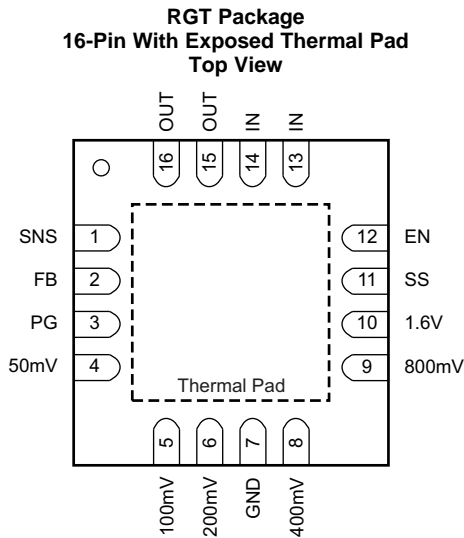 RGT Package
16-Pin With Exposed Thermal Pad
Top View
OUT
OUT
IN
IN
16
15
14
13
SNS 1
12 EN
FB 2
11 SS
PG 3
10 1.6V
50mV 4
9 800mV
Thermal Pad
5
6
7
8
100mV
200mV
GND
400mV